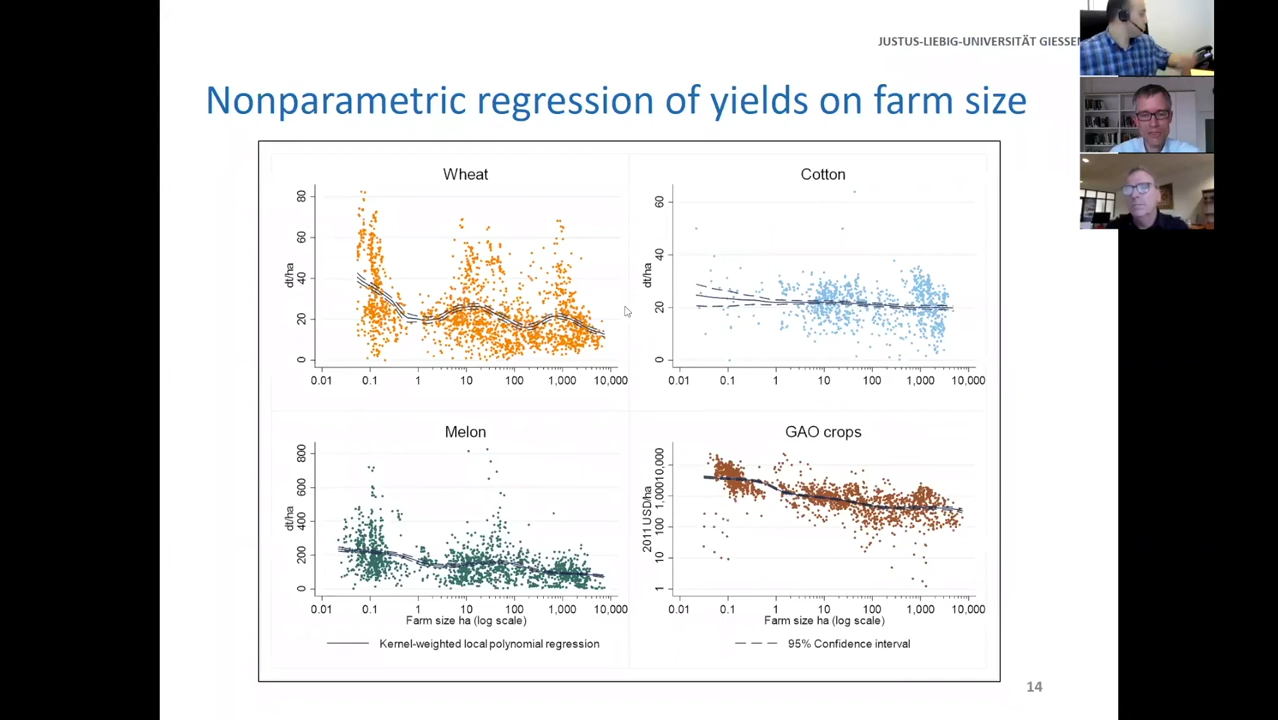 JUSTUS-LIEBIG-UNIVERSITÄT GIESSEN
Nonparametric regression of yields on farm size
Wheat
80
60
40
20
0
dt/ha
0.01 0.1 1 10 100 1,000 10,000
Cotton
60
40
20
0
dt/ha
0.01 0.1 1 10 100 1,000 10,000
Melon
800
600
400
200
0
dt/ha
0.01 0.1 1 10 100 1,000 10,000
Farm size ha (log scale)
GAO crops
10,000
1,000
100
10
1
2011 USD/ha
0.01 0.1 1 10 100 1,000 10,000
Farm size ha (log scale)
Kernel-weighted local polynomial regression
95% Confidence interval
14